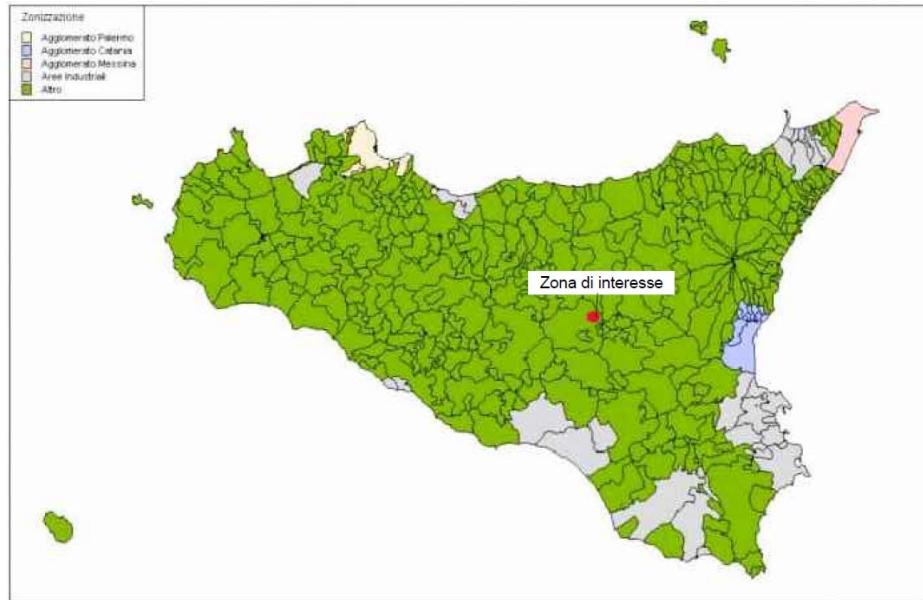 Zonizzazione
Agglomerato Palermo
Agglomerato Catania
Agglomerato Messina
Aree Industriali
Altro
Zona di interesse